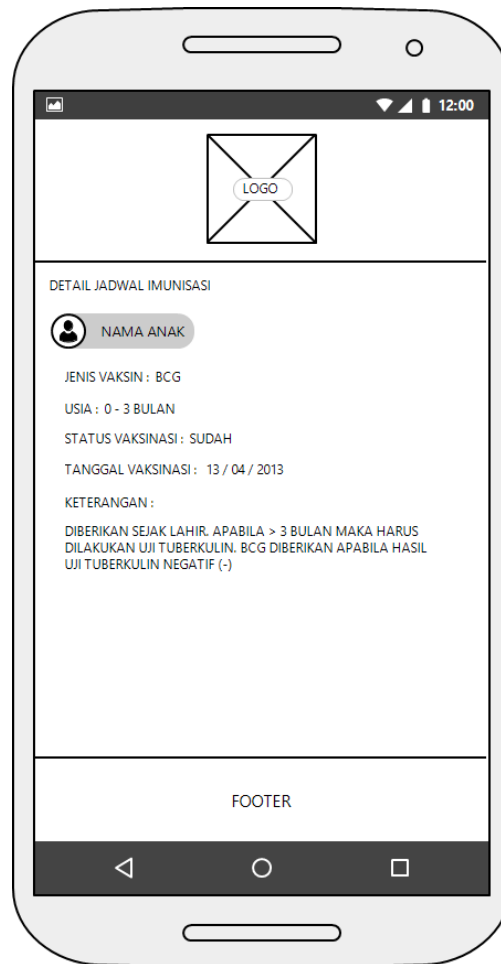 12:00
LOGO
DETAIL JADWAL IMUNISASI
NAMA ANAK
JENIS VAKSIN : BCG
USIA : 0 - 3 BULAN
STATUS VAKSINASI : SUDAH
TANGGAL VAKSINASI : 13 / 04 / 2013
KETERANGAN :
DIBERIKAN SEJAK LAHIR. APABILA > 3 BULAN MAKA HARUS
DILAKUKAN UJI TUBERKULIN. BCG DIBERIKAN APABILA HASIL
UJI TUBERKULIN NEGATIF (-)
FOOTER